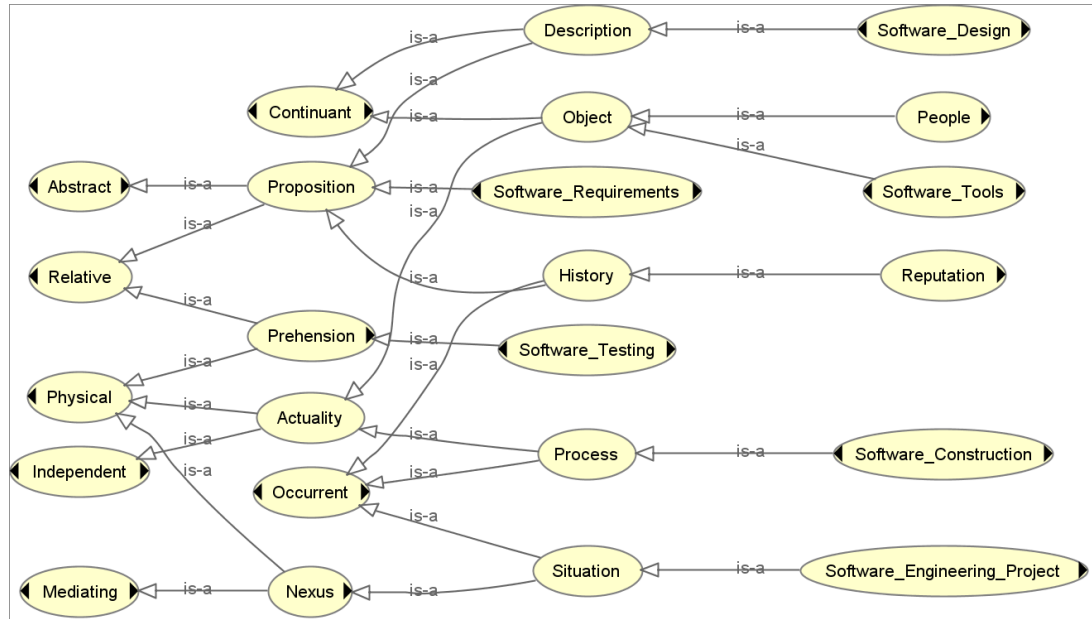 Description
is-a
Software_Design
is-a
is-a
Continuant
is-a
Object
is-a
People
is-a
Abstract
is-a
Proposition
is-a
Software_Requirements
Software_Tools
is-a
is-a
Relative
is-a
History
is-a
Reputation
is-a
Prehension
is-a
Software_Testing
is-a
is-a
Physical
is-a
Actuality
is-a
is-a
Process
is-a
Software_Construction
Independent
is-a
is-a
Occurrent
is-a
Situation
is-a
Software_Engineering_Project
Mediating
is-a
Nexus
is-a